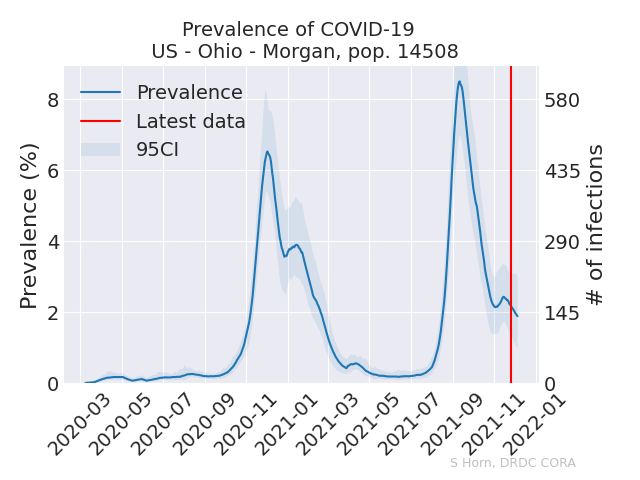 Prevalence of COVID-19
US - Ohio - Morgan, pop. 14508
Prevalence
Latest data
95CI
Prevalence (%)
8
6
4
2
0
# of infections
580
435
290
145
0
2020-03
2020-05
2020-07
2020-09
2020-11
2021-01
2021-03
2021-05
2021-07
2021-09
2021-11
2022-01
S Horn, DRDC CORA